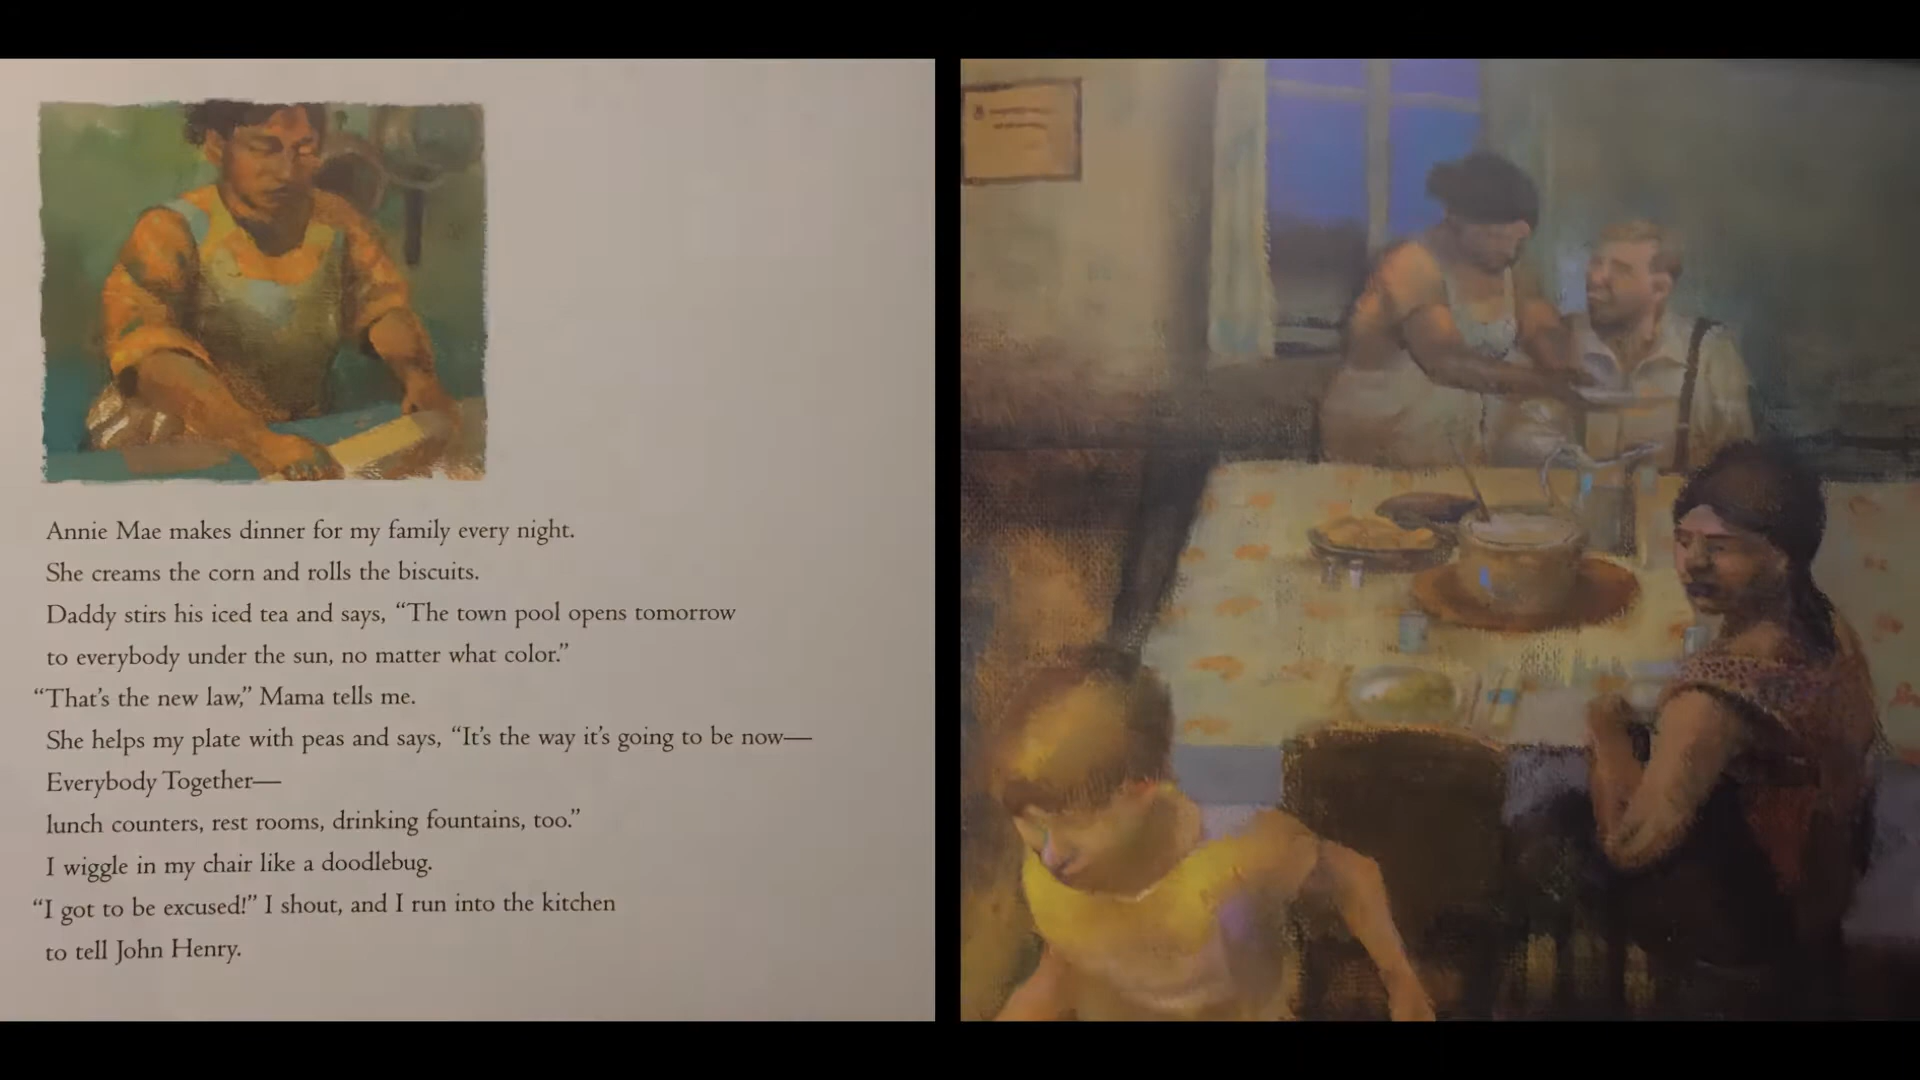 Annie Mae makes dinner for my family every night.
She creams the corn and rolls the biscuits.
Daddy stirs his iced tea and says, “The town pool opens tomorrow
to everybody under the sun, no matter what color.”
“That’s the new law,” Mama tells me.
She helps my plate with peas and says, “It’s the way it’s going to be now—
Everybody Together—
lunch counters, rest rooms, drinking fountains, too.”
I wiggle in my chair like a doodlebug.
“I got to be excused!” I shout, and I run into the kitchen
to tell John Henry.